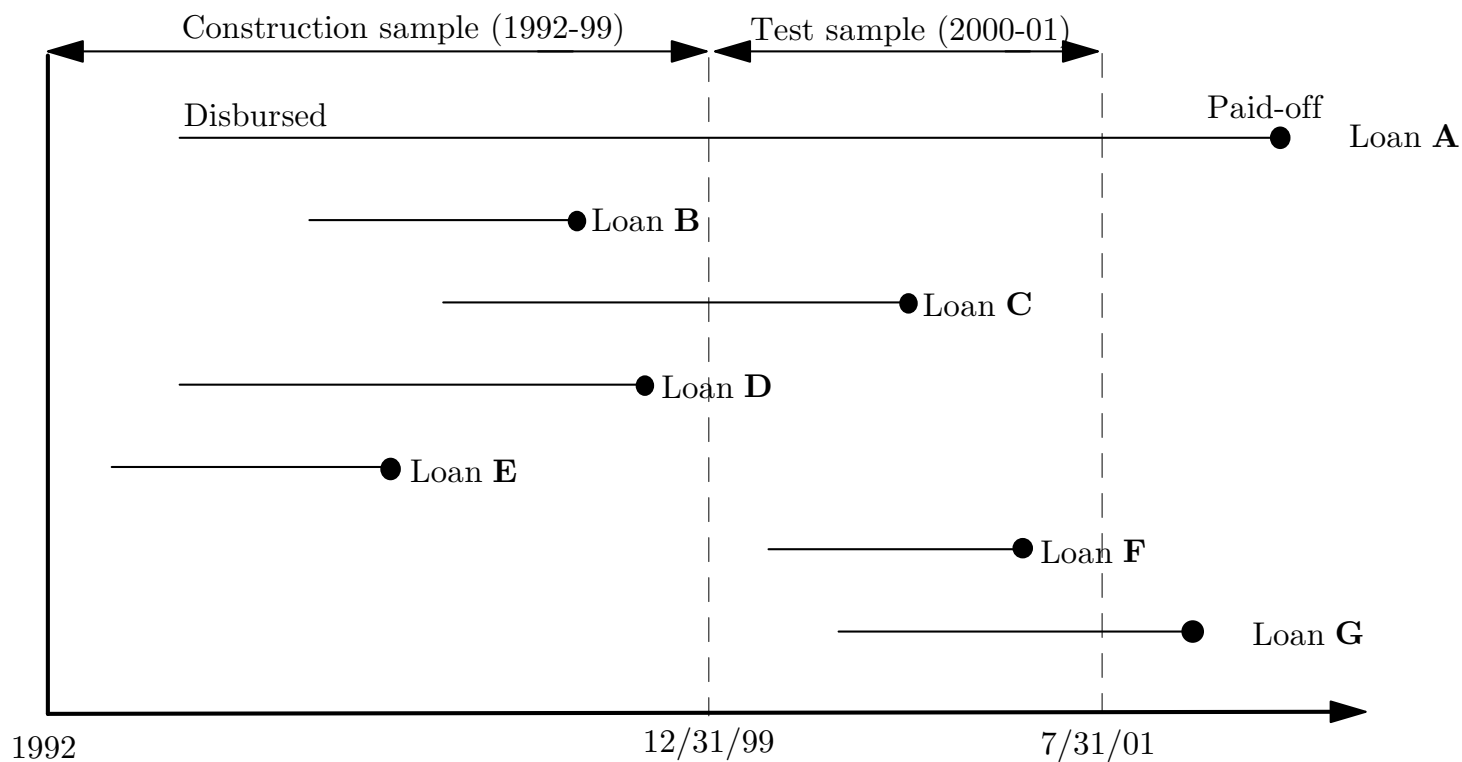 Construction sample (1992-99)
Test sample (2000-01)
Disbursed
Paid-off
Loan A
Loan B
Loan C
Loan D
Loan E
Loan F
Loan G
1992
12/31/99
7/31/01